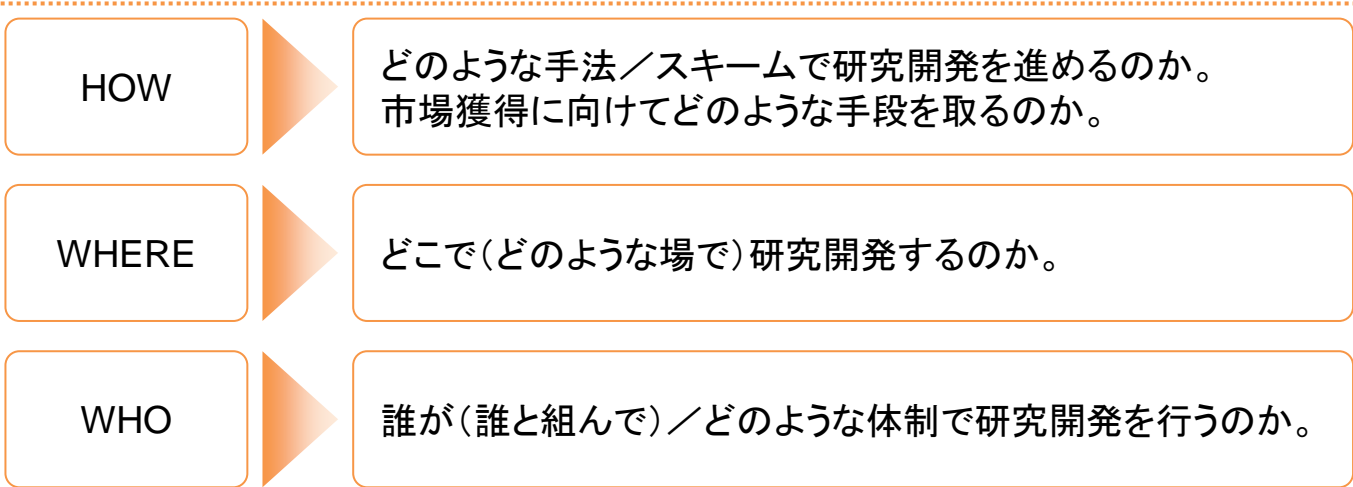 HOW
どのような手法／スキームで研究開発を進めるのか。
市場獲得に向けてどのような手段を取るのか。
WHERE
どこで（どのような場で）研究開発するのか。
WHO
誰が（誰と組んで）／どのような体制で研究開発を行うのか。